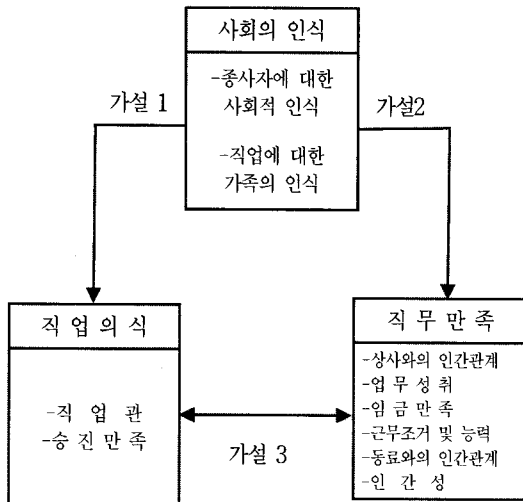 사회의 인식
-종사자에 대한
사회적 인식
-직업에 대한
가족의 인식
가설 1
가설2
직 업 의 식
-직 업 관
-승 진 만 족
직 무 만 족
-상사와의 인간관계
-업 무 성 취
-임 금 만 족
-근무조거 및 능력
-동료와의 인간관계
-인 간 성
가설 3